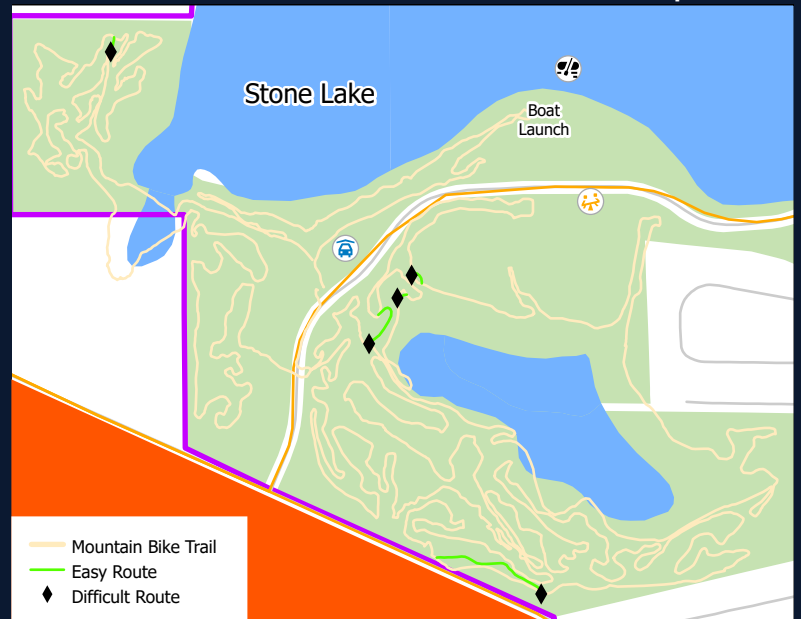 Stone Lake
Boat
Launch
Mountain Bike Trail
Easy Route
Difficult Route